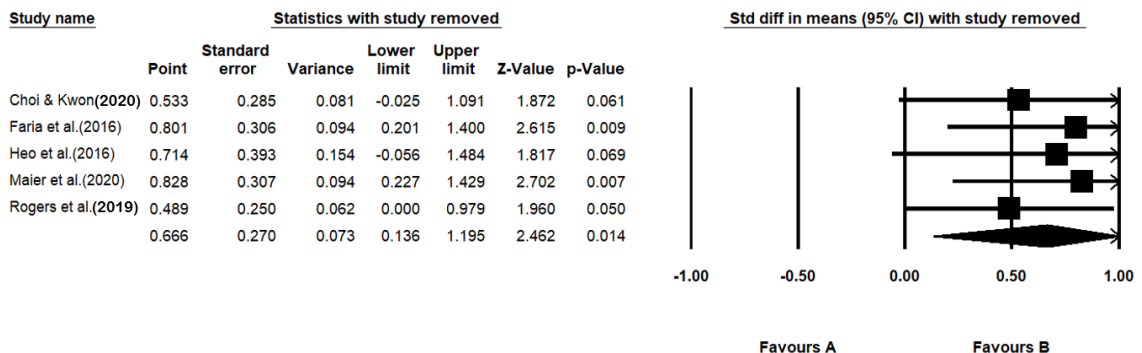 Study name Statistics with study removed Std diff in means (95% CI) with study removed
Standard Lower Upper
Point error Variance limit limit Z-Value p-Value
Choi & Kwon(2020) 0.533 0.285 0.081 -0.025 1.091 1.872 0.061
Faria et al.(2016) 0.801 0.306 0.094 0.201 1.400 2.615 0.009
Heo et al.(2016) 0.714 0.393 0.154 -0.056 1.484 1.817 0.069
Maier et al.(2020) 0.828 0.307 0.094 0.227 1.429 2.702 0.007
Rogers et al.(2019) 0.489 0.250 0.062 0.000 0.979 1.960 0.050
0.666 0.270 0.073 0.136 1.195 2.462 0.014
-1.00 -0.50 0.00 0.50 1.00
Favours A Favours B